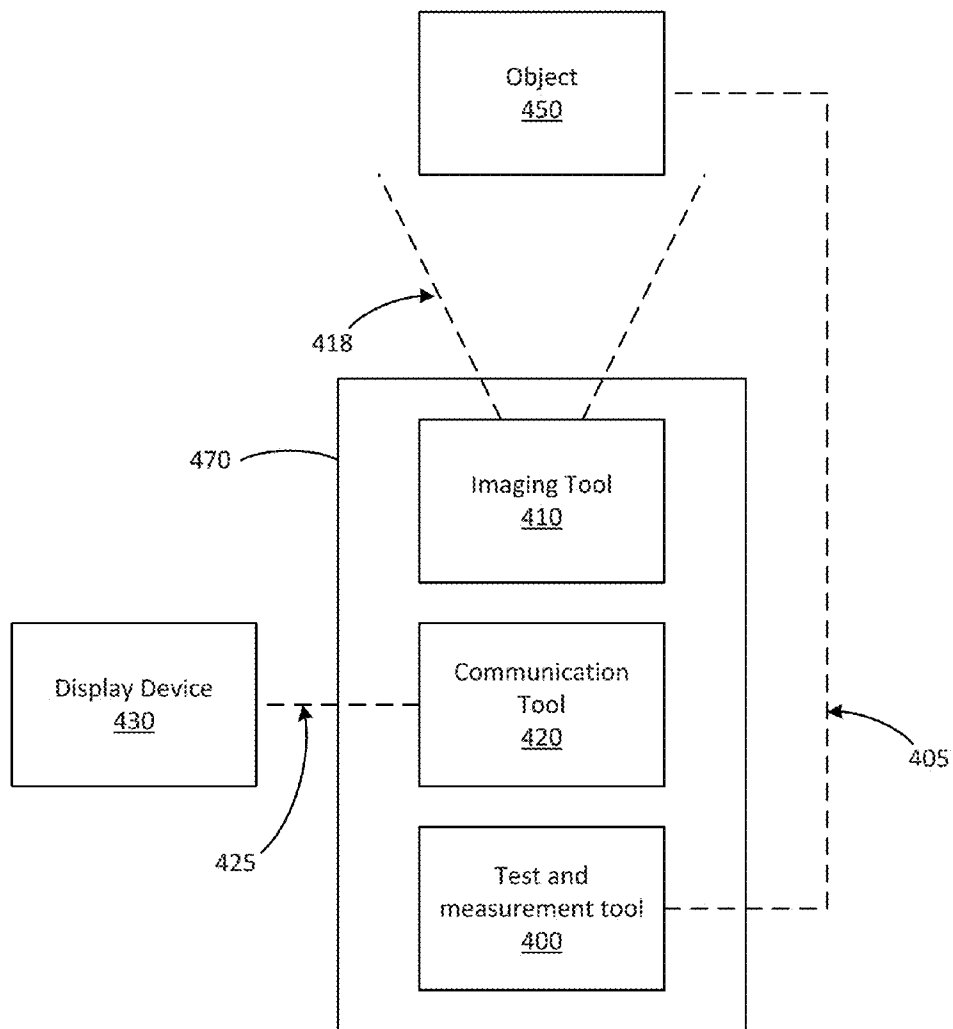 Object
450
418
470
Imaging Tool
410
Communication
Tool
420
Display Device
430
405
425
Test and
measurement tool
400